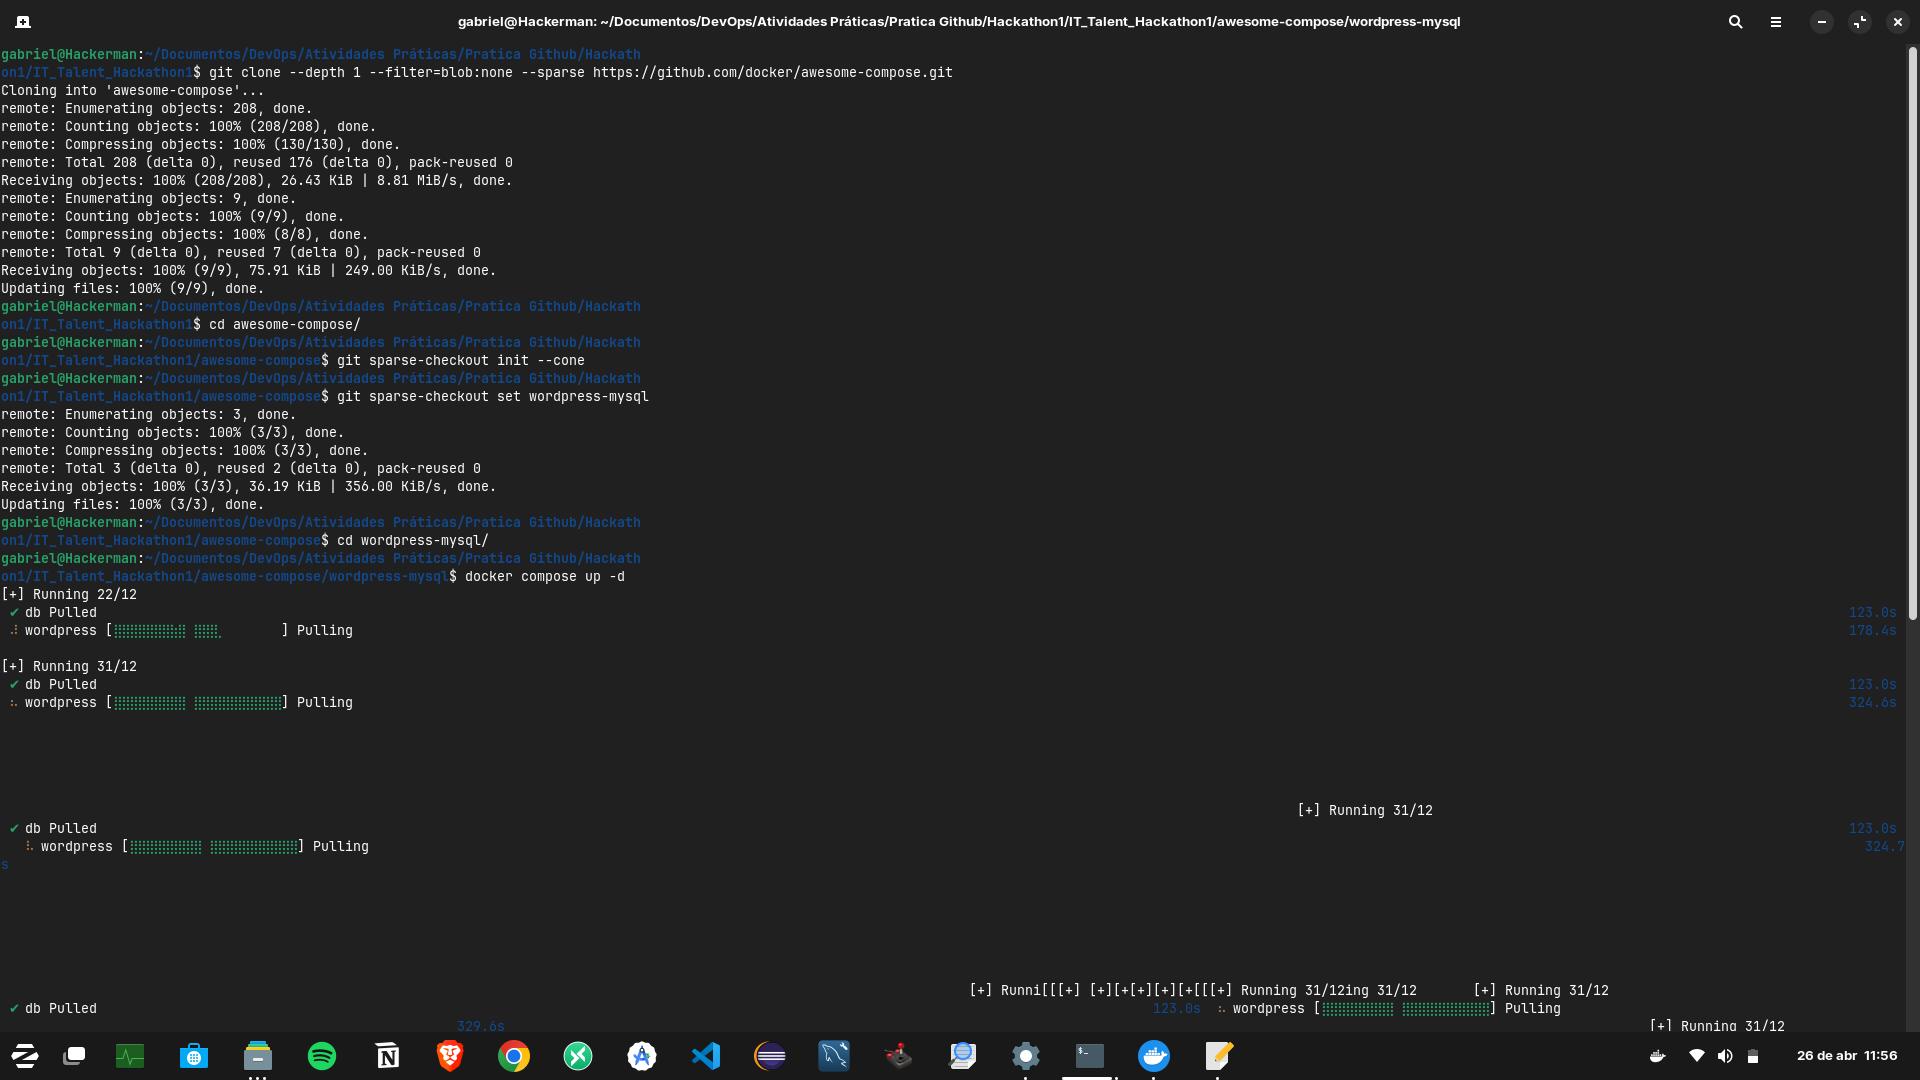 gabriel@Hackerman: ~/Documentos/DevOps/Atividades Práticas/Pratica Github/Hackathon1/IT_Talent_Hackathon1/awesome-compose/wordpress-mysql
gabriel@Hackerman:~/Documentos/DevOps/Atividades Práticas/Pratica Github/Hackath
on1/IT_Talent_Hackathon1$ git clone --depth 1 --filter=blob:none --sparse https://github.com/docker/awesome-compose.git
Cloning into 'awesome-compose'...
remote: Enumerating objects: 208, done.
remote: Counting objects: 100% (208/208), done.
remote: Compressing objects: 100% (130/130), done.
remote: Total 208 (delta 0), reused 176 (delta 0), pack-reused 0
Receiving objects: 100% (208/208), 26.43 KiB | 8.81 MiB/s, done.
remote: Enumerating objects: 9, done.
remote: Counting objects: 100% (9/9), done.
remote: Compressing objects: 100% (8/8), done.
remote: Total 9 (delta 0), reused 7 (delta 0), pack-reused 0
Receiving objects: 100% (9/9), 75.91 KiB | 249.00 KiB/s, done.
Updating files: 100% (9/9), done.
gabriel@Hackerman:~/Documentos/DevOps/Atividades Práticas/Pratica Github/Hackath
on1/IT_Talent_Hackathon1$ cd awesome-compose/
gabriel@Hackerman:~/Documentos/DevOps/Atividades Práticas/Pratica Github/Hackath
on1/IT_Talent_Hackathon1/awesome-compose$ git sparse-checkout init --cone
gabriel@Hackerman:~/Documentos/DevOps/Atividades Práticas/Pratica Github/Hackath
on1/IT_Talent_Hackathon1/awesome-compose$ git sparse-checkout set wordpress-mysql
remote: Enumerating objects: 3, done.
remote: Counting objects: 100% (3/3), done.
remote: Compressing objects: 100% (3/3), done.
remote: Total 3 (delta 0), reused 2 (delta 0), pack-reused 0
Receiving objects: 100% (3/3), 36.19 KiB | 356.00 KiB/s, done.
Updating files: 100% (3/3), done.
gabriel@Hackerman:~/Documentos/DevOps/Atividades Práticas/Pratica Github/Hackath
on1/IT_Talent_Hackathon1/awesome-compose$ cd wordpress-mysql/
gabriel@Hackerman:~/Documentos/DevOps/Atividades Práticas/Pratica Github/Hackath
on1/IT_Talent_Hackathon1/awesome-compose/wordpress-mysql$ docker compose up -d
[+] Running 22/12
✔ db Pulled 123.0s
wordpress [ ] Pulling 178.4s
[+] Running 31/12
✔ db Pulled 123.0s
wordpress [ ] Pulling 324.6s
[+] Running 31/12
✔ db Pulled 123.0s
wordpress [ ] Pulling 324.7
s
[+] Runni[[[+] [+][+[+][+][+[[[+] Running 31/12ing 31/12 [+] Running 31/12
✔ db Pulled 123.0s wordpress [ ] Pulling
329.6s [+] Running 31/12
26 de abr 11:56